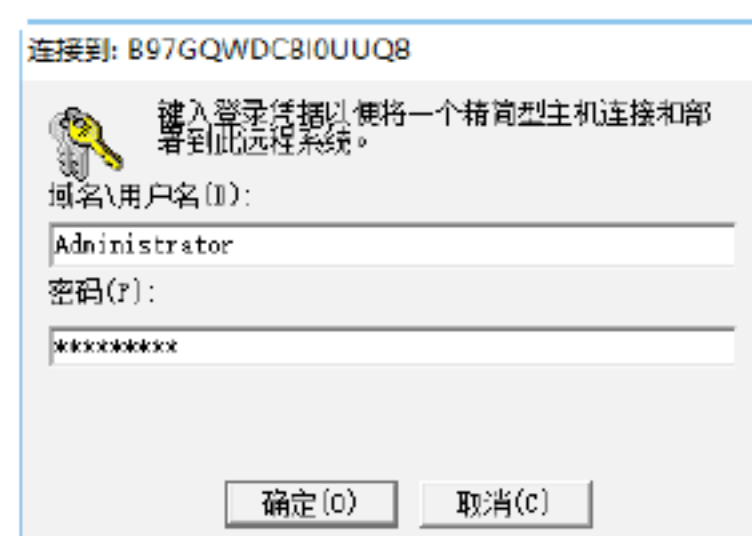 连接到: B97GQWDC8I0UUQ8
键入登录凭据以便将一个精简型主机连接和部
署到此远程系统。
域名\用户名(D):
Administrator
密码(P):
*********
确定(O)
取消(C)